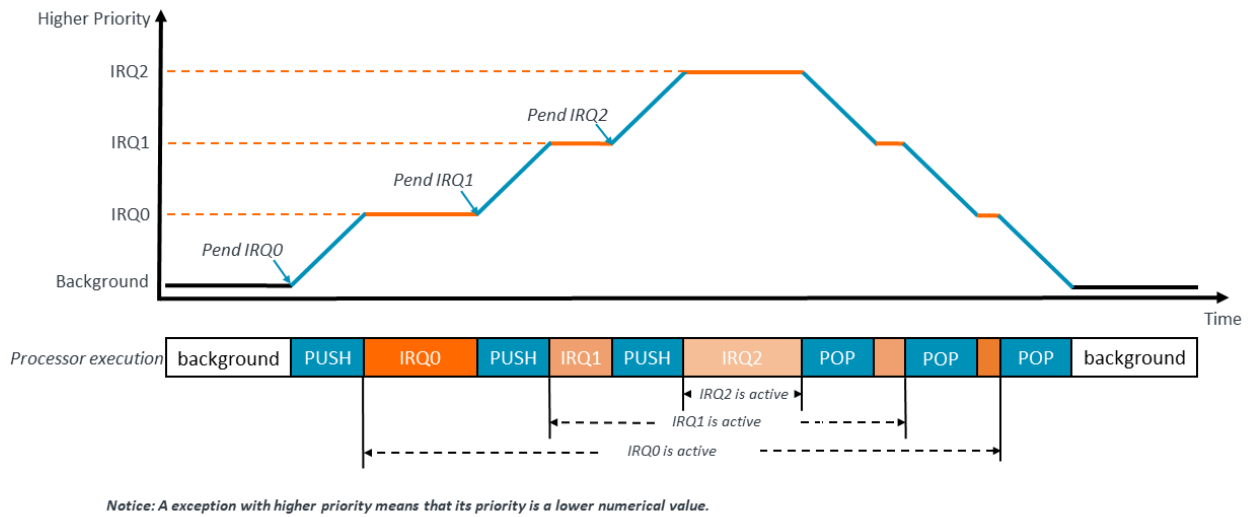 Higher Priority
IRQ2
Pend IRQ2
IRQ1
Pend IRQ1
IRQ0
Pend IRQ0
Background
Time
Processor execution
background PUSH IRQ0 PUSH IRQ1 PUSH IRQ2 POP POP POP background
IRQ2 is active
IRQ1 is active
IRQ0 is active
Notice: A exception with higher priority means that its priority is a lower numerical value.